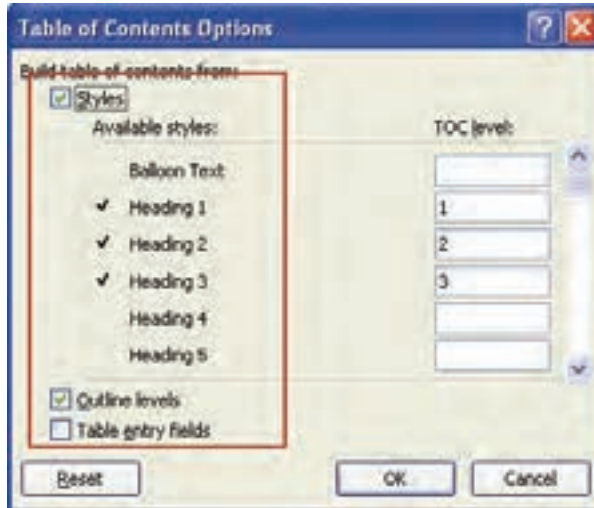 Table of Contents Options
Build table of contents from:
Styles
Available styles: TOC level:
Balloon Text
Heading 1 1
Heading 2 2
Heading 3 3
Heading 4
Heading 5
Outline levels
Table entry fields
Reset OK Cancel